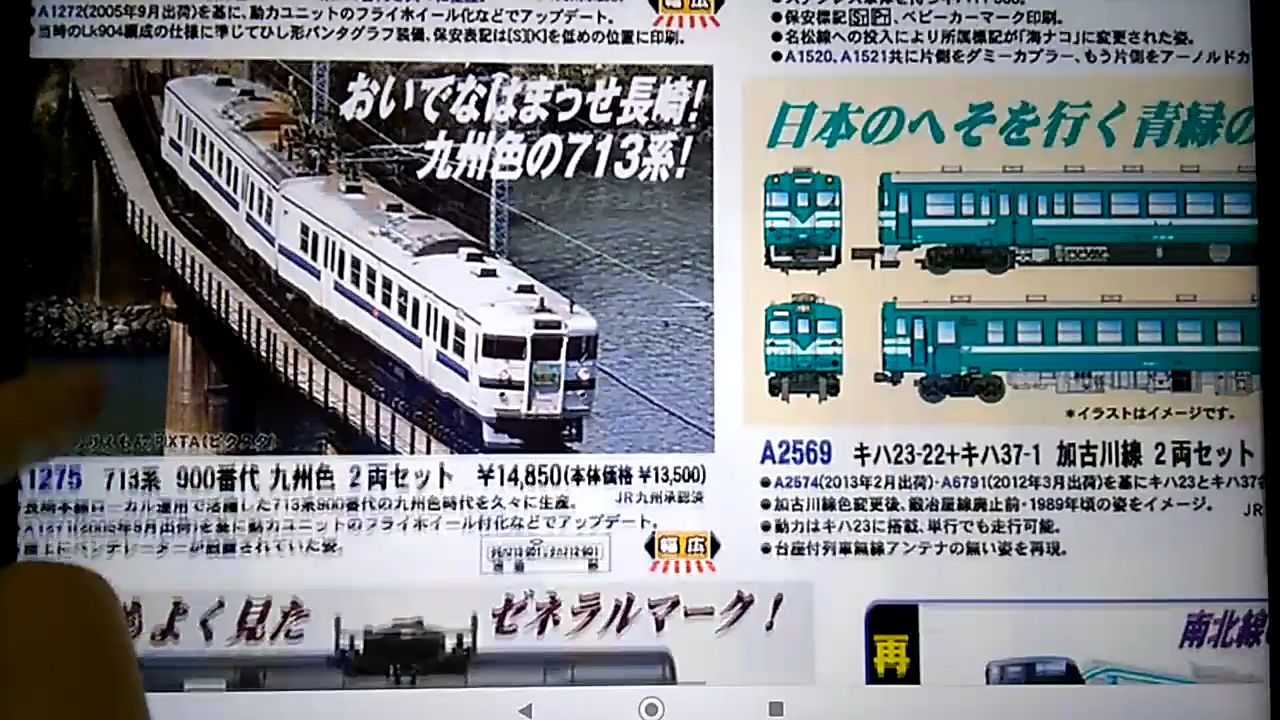 A1272(2005年9月出荷)を基に、動力ユニットのフライホイール化などでアップデート。
●当時のLk904編成の仕様に準じてひし形パンタグラフ装備、保安表記は[S][K]を低めの位置に印刷。
幅広
おいでなはまっせ長崎!
九州色の713系!
PIXTA(ピクスタ)
A1275 713系 900番代 九州色 2両セット ¥14,850(本体価格 ¥13,500)
JR九州承認済
長崎本線ローカル運用で活躍した713系900番代の九州色時代を久々に生産。
を基に動力ユニットのフライホイール付化などでアップデート。
幅広
よく見た ゼネラルマーク!
●保安標記 、ベビーカーマーク印刷。
●名松線への投入により所属標記が「海ナコ」に変更された姿。
●A1520、A1521共に片側をダミーカプラー、もう片側をアーノルドカ
日本のへそを行く青緑の
*イラストはイメージです。
A2569 キハ23-22+キハ37-1 加古川線 2両セット
●A2574(2013年2月出荷)・A6791(2012年3月出荷)を基にキハ23とキハ37
●加古川線色変更後、鍛冶屋線廃止前・1989年頃の姿をイメージ。 JR
●動力はキハ23に搭載、単行でも走行可能。
●台座付列車無線アンテナの無い姿を再現。
再
南北線